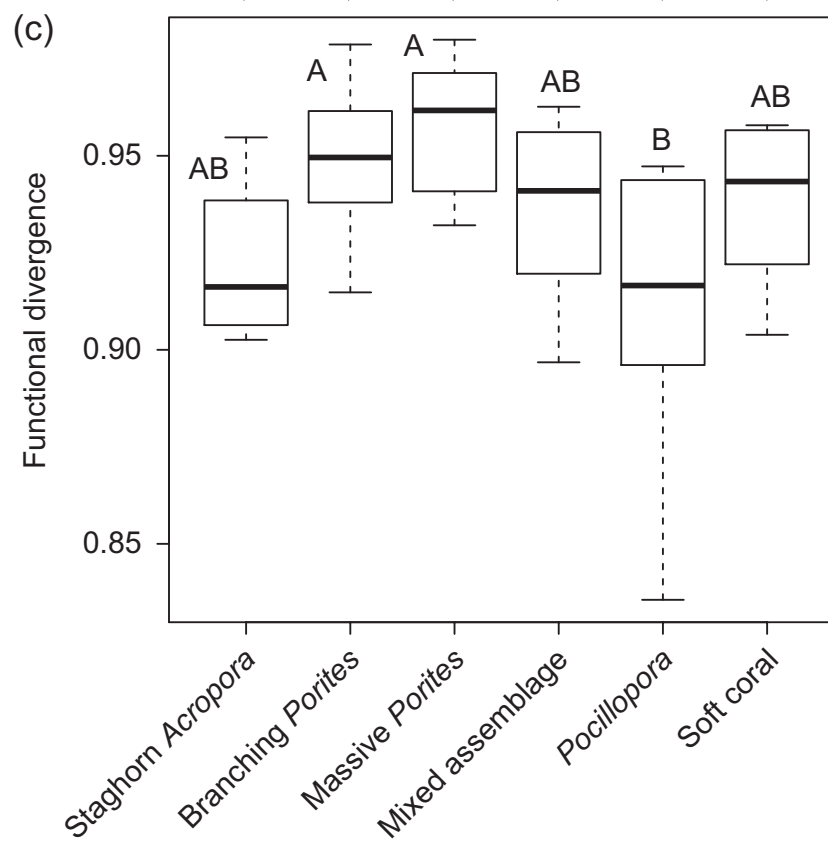 (c)
A
A
AB
AB
AB
B
0.95
0.90
0.85
Functional divergence
Staghorn Acropora
Branching Porites
Massive Porites
Mixed assemblage
Pocillopora
Soft coral